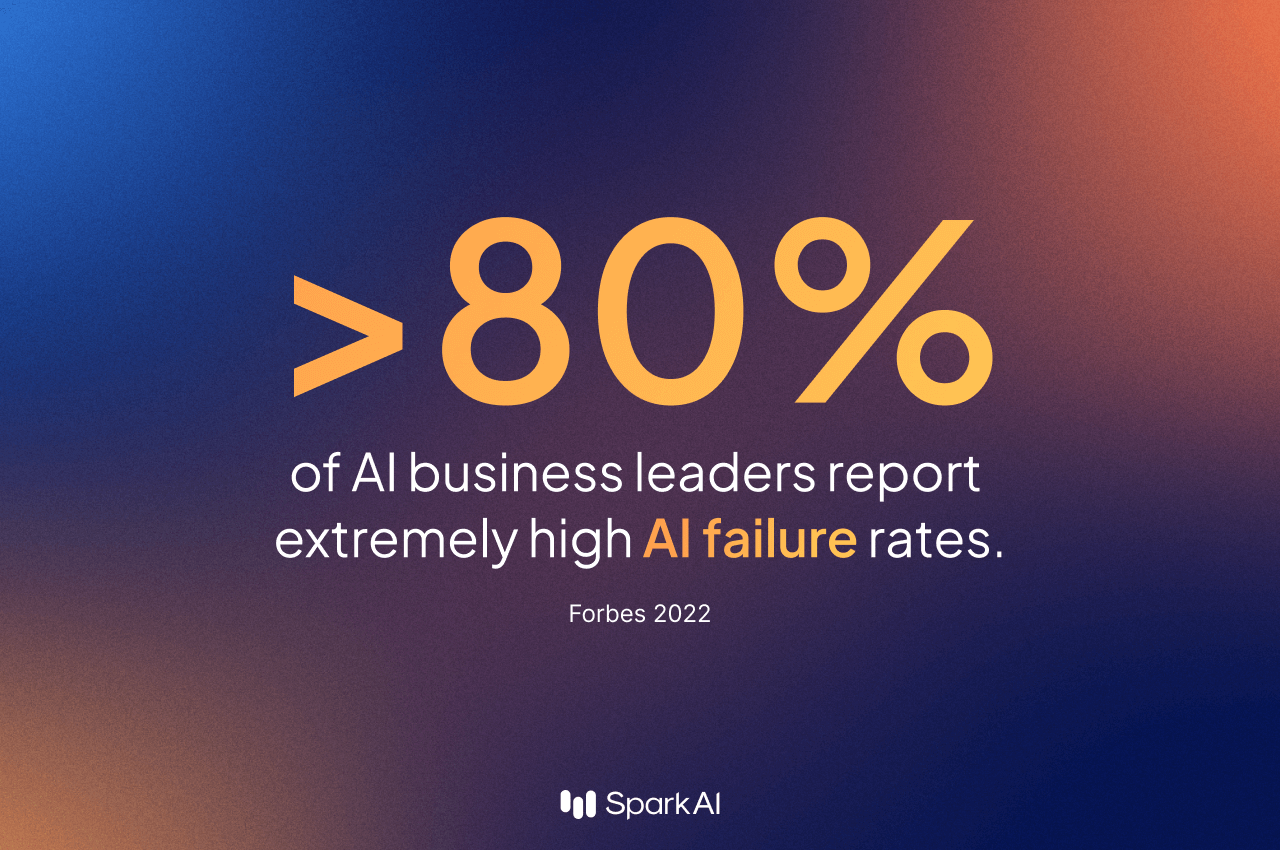 >80%
of AI business leaders report
extremely high AI failure rates.
Forbes 2022
Spark AI